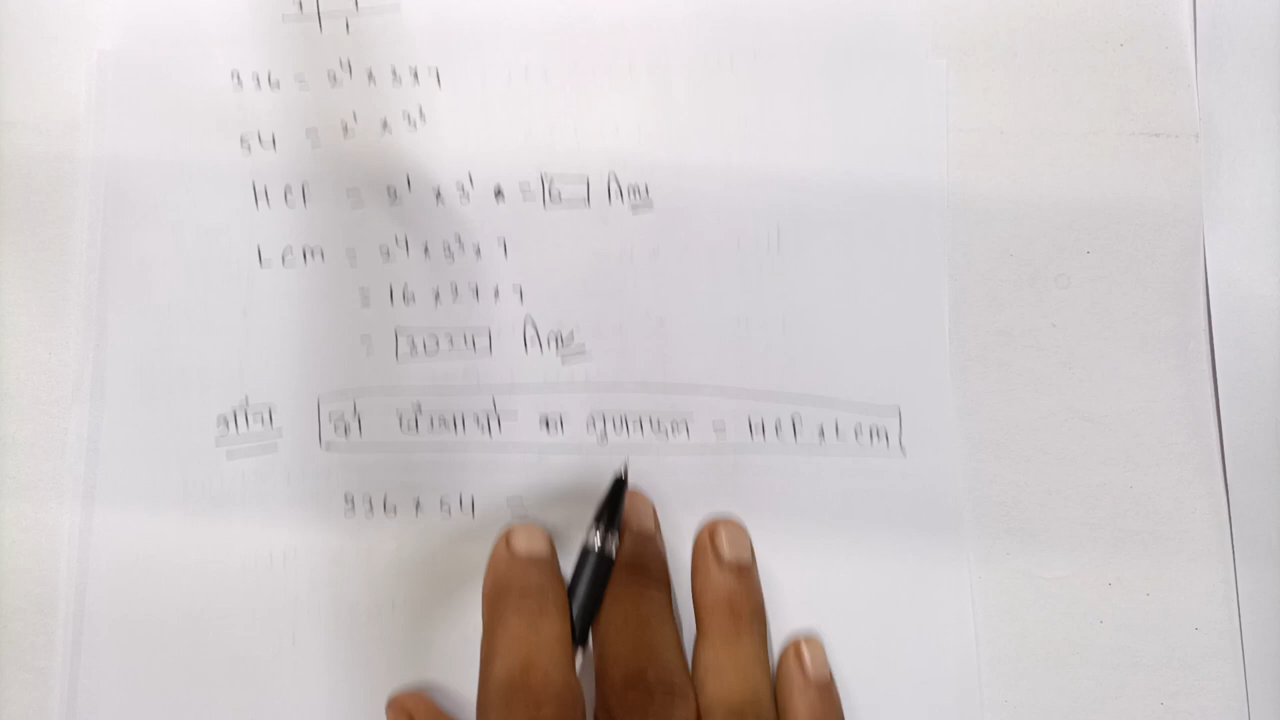 336 = 2⁴ × 3 × 7
54 = 2¹ × 3³
HCF = 2¹ × 3¹ × = 6 Ans
LCM = 2⁴ × 3³ × 7
= 16 × 27 × 7
= 3024 Ans
जाँच दो संख्याओं का गुणनफल = HCF × LCM
336 × 54 =